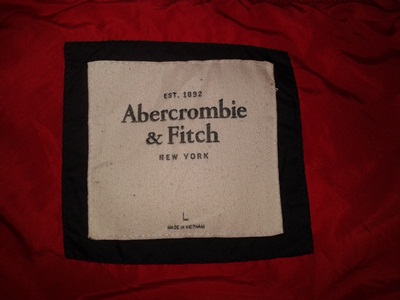 EST. 1892
Abercrombie
& Fitch
NEW YORK
L
MADE IN VIETNAM